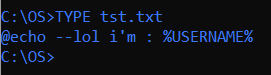 C:\OS>TYPE tst.txt
@echo --lol i'm : %USERNAME%
C:\OS>